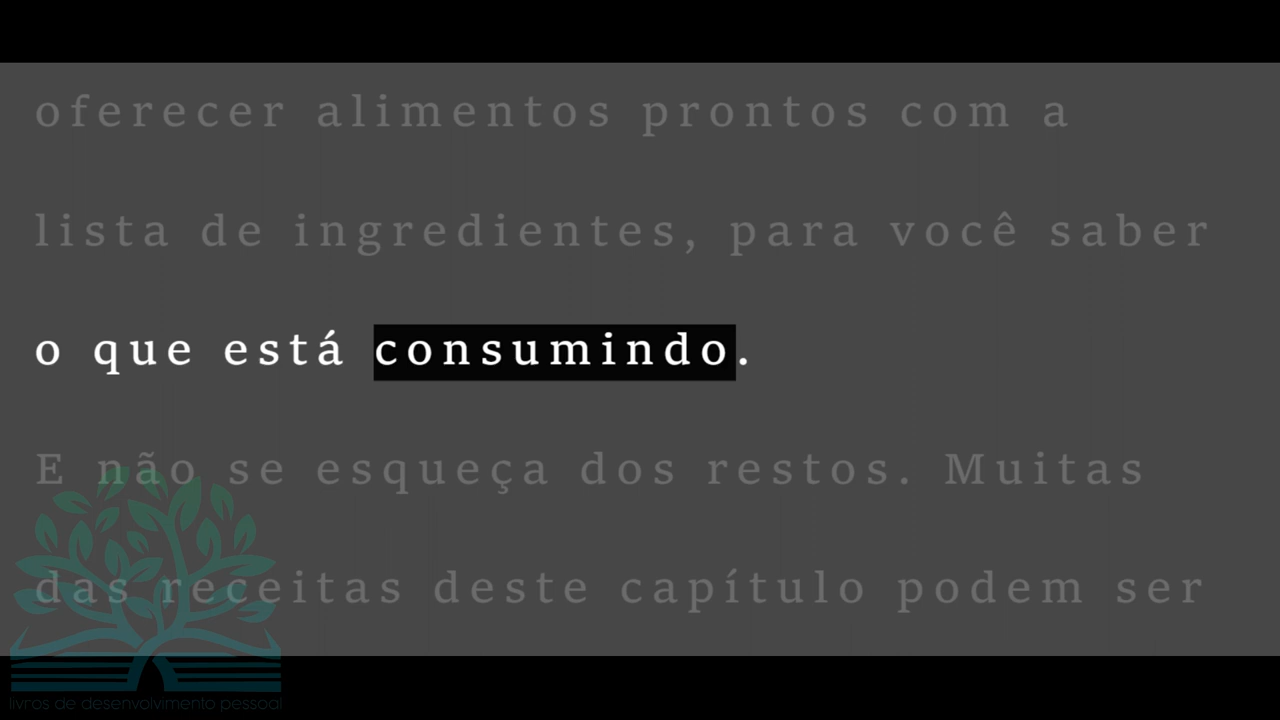 oferecer alimentos prontos com a
lista de ingredientes, para você saber
o que está consumindo.
E não se esqueça dos restos. Muitas
das receitas deste capítulo podem ser
livros de desenvolvimento pessoal